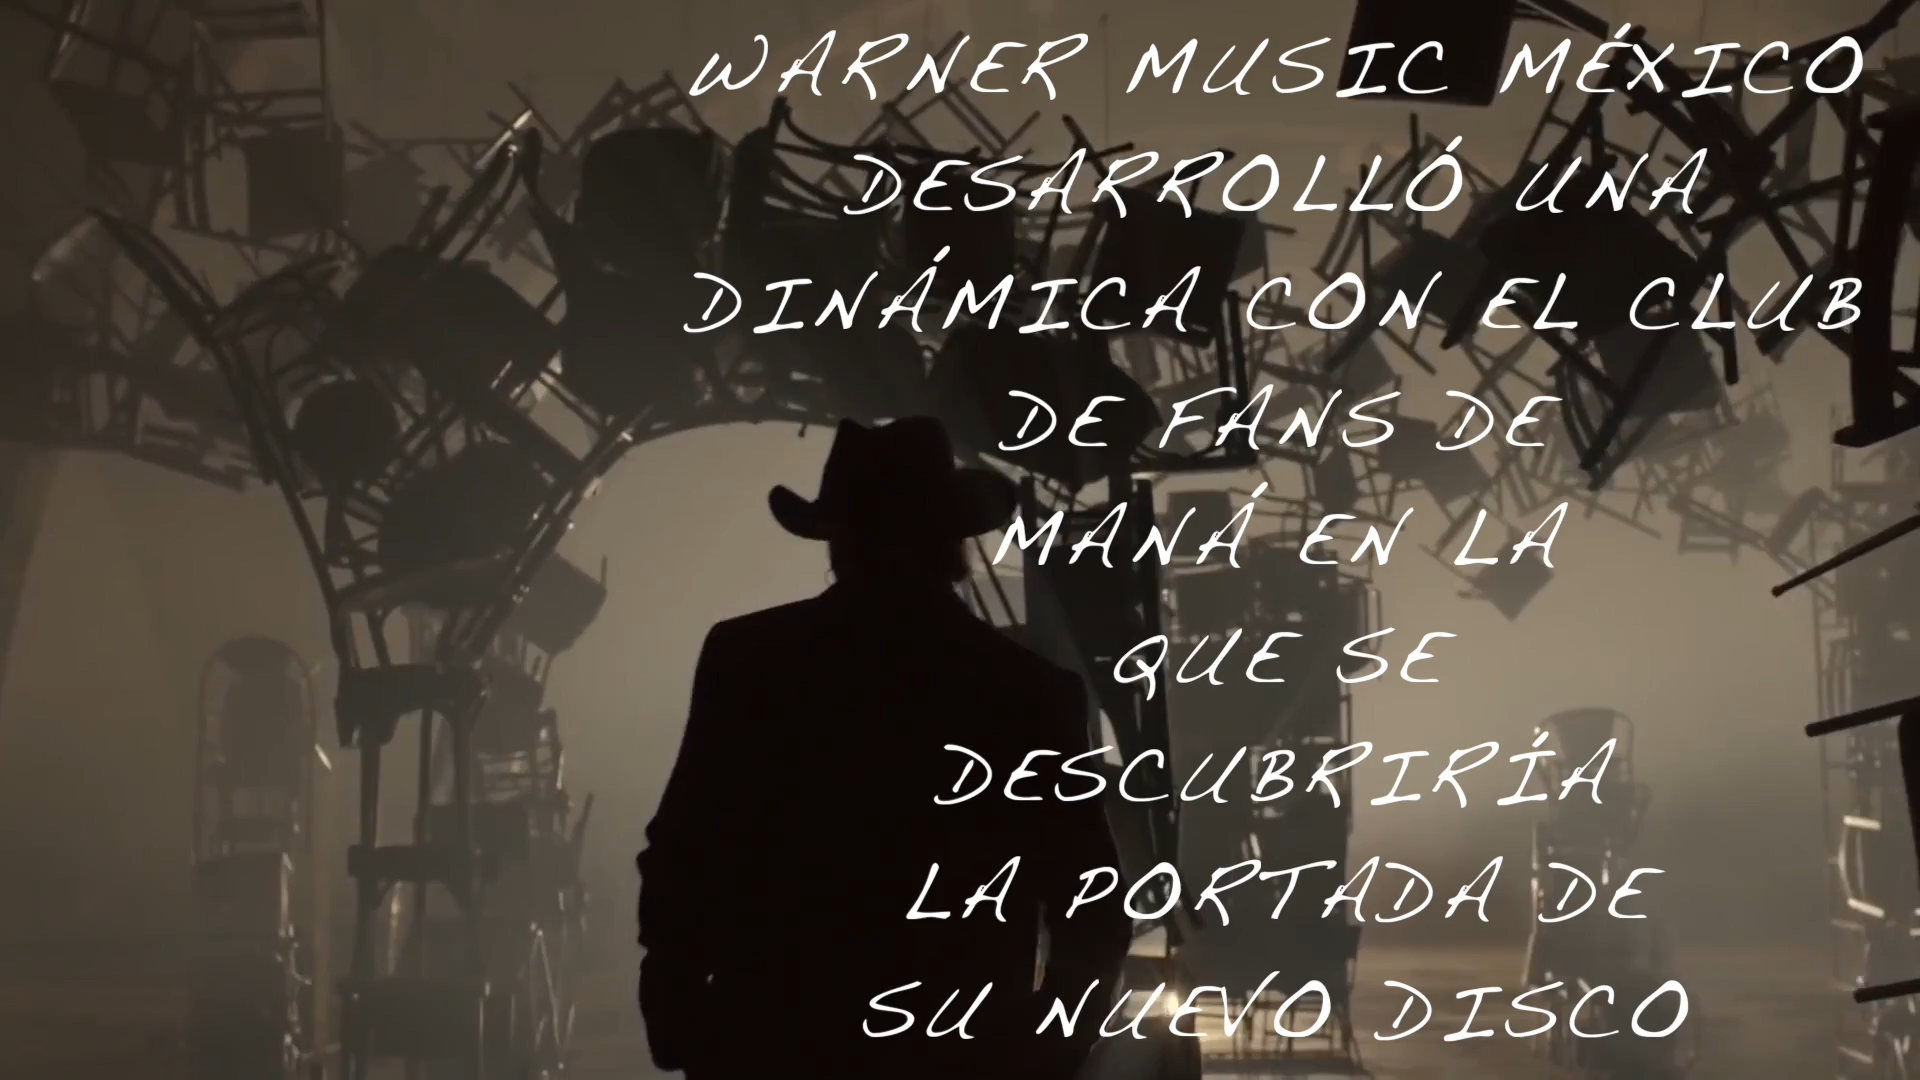 WARNER MUSIC MÉXICO
DESARROLLÓ UNA
DINÁMICA CON EL CLUB
DE FANS DE
MANÁ EN LA
QUE SE
DESCUBRIRÍA
LA PORTADA DE
SU NUEVO DISCO